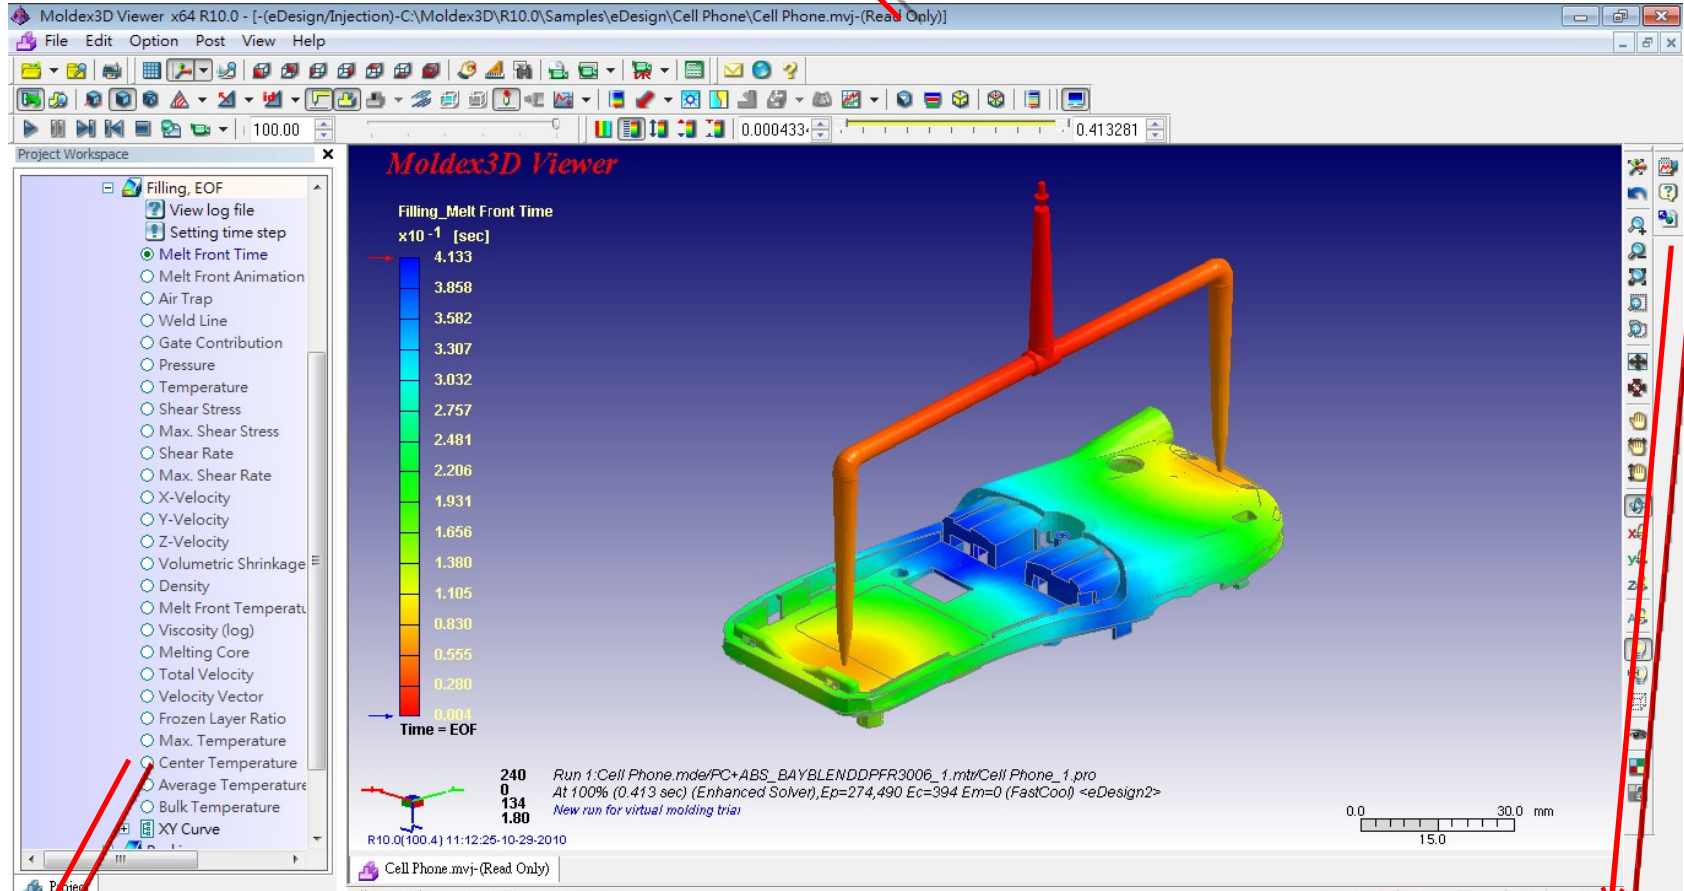 Moldex3D Viewer x64 R10.0 - [-(eDesign/Injection)-C:\Moldex3D\R10.0\Samples\eDesign\Cell Phone\Cell Phone.mvj-(Read Only)]
File Edit Option Post View Help
100.00
0.000433
0.413281
Project Workspace
Filling, EOF
View log file
Setting time step
Melt Front Time
Melt Front Animation
Air Trap
Weld Line
Gate Contribution
Pressure
Temperature
Shear Stress
Max. Shear Stress
Shear Rate
Max. Shear Rate
X-Velocity
Y-Velocity
Z-Velocity
Volumetric Shrinkage
Density
Melt Front Temperatu
Viscosity (log)
Melting Core
Total Velocity
Velocity Vector
Frozen Layer Ratio
Max. Temperature
Center Temperature
Average Temperature
Bulk Temperature
XY Curve
Project
Moldex3D Viewer
Filling_Melt Front Time
x10 -1 [sec]
4.133
3.858
3.582
3.307
3.032
2.757
2.481
2.206
1.931
1.656
1.380
1.105
0.830
0.555
0.280
0.004
Time = EOF
240
0
134
1.80
Run 1:Cell Phone.mde/PC+ABS_BAYBLENDDPFR3006_1.mtr/Cell Phone_1.pro
At 100% (0.413 sec) (Enhanced Solver),Ep=274,490 Ec=394 Em=0 (FastCool) <eDesign2>
New run for virtual molding trial
R10.0(100.4) 11:12:25-10-29-2010
0.0 30.0 mm
15.0
Cell Phone.mvj-(Read Only)